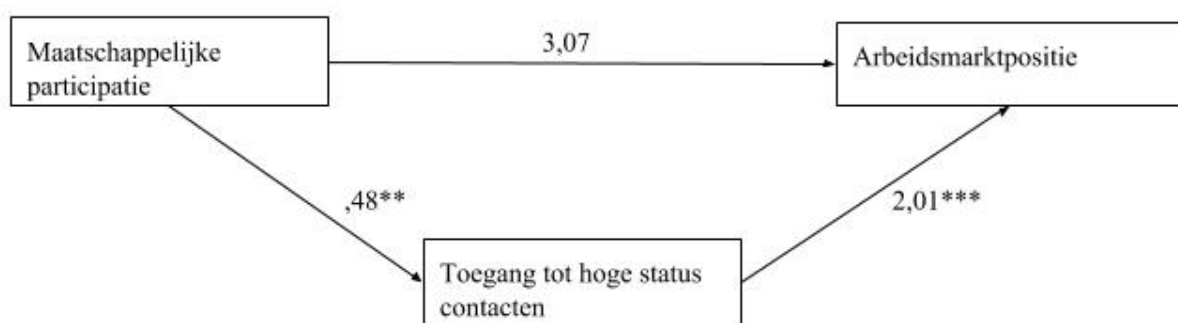 3,07
Maatschappelijke
participatie
Arbeidsmarktpositie
,48**
2,01***
Toegang tot hoge status
contacten